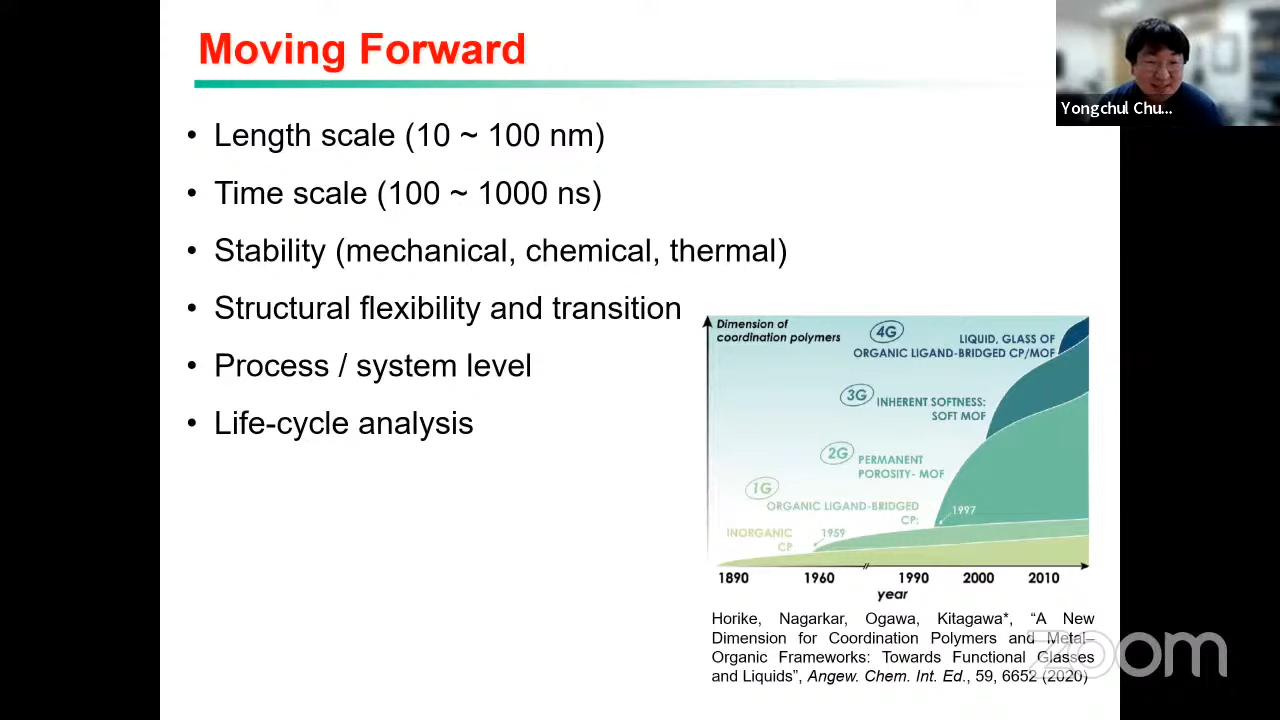 Moving Forward
Yongchul Chu...
• Length scale (10 ~ 100 nm)
• Time scale (100 ~ 1000 ns)
• Stability (mechanical, chemical, thermal)
• Structural flexibility and transition
• Process / system level
• Life-cycle analysis
Dimension of
coordination polymers
4G
LIQUID, GLASS OF
ORGANIC LIGAND-BRIDGED CP/MOF
3G
INHERENT SOFTNESS:
SOFT MOF
2G
PERMANENT
POROSITY- MOF
1G
ORGANIC LIGAND-BRIDGED
CP:
1997
INORGANIC
CP
1959
1890 1960 1990 2000 2010
year
Horike, Nagarkar, Ogawa, Kitagawa*, “A New
Dimension for Coordination Polymers and Metal–
Organic Frameworks: Towards Functional Glasses
and Liquids”, Angew. Chem. Int. Ed., 59, 6652 (2020)
zoom